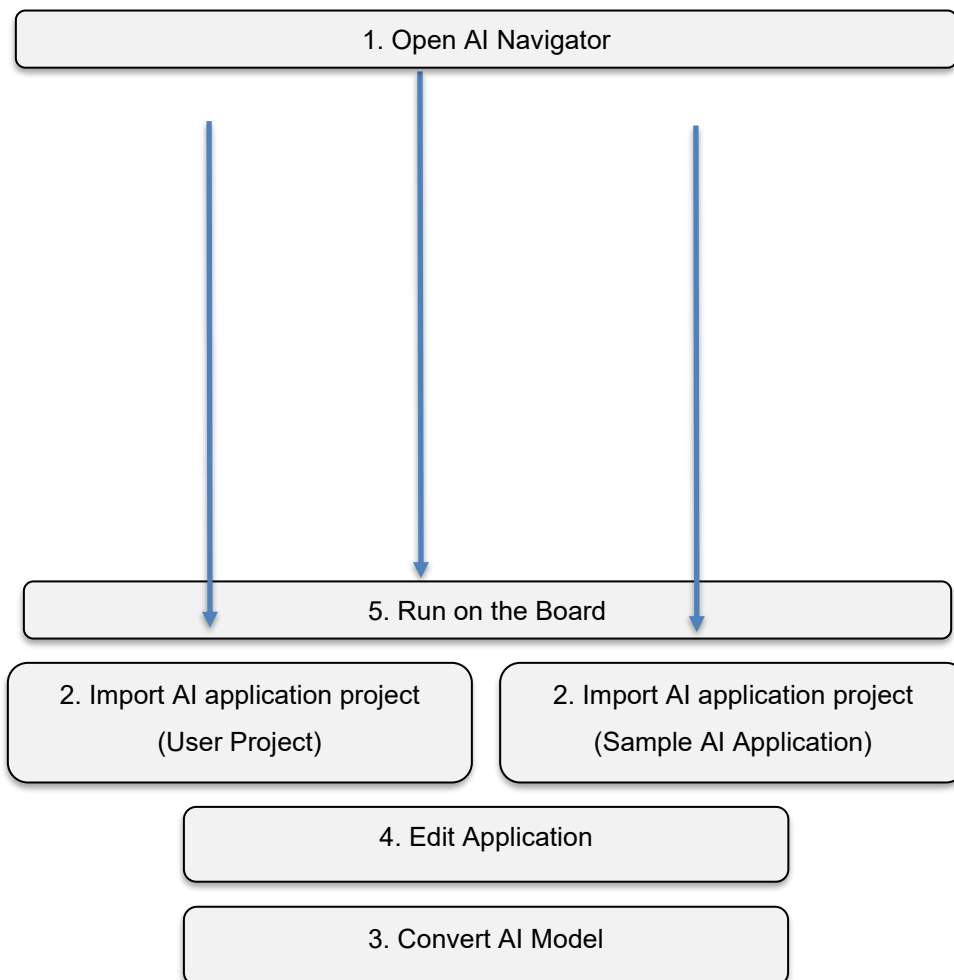 1. Open AI Navigator
5. Run on the Board
2. Import AI application project
(User Project)
2. Import AI application project
(Sample AI Application)
4. Edit Application
3. Convert AI Model